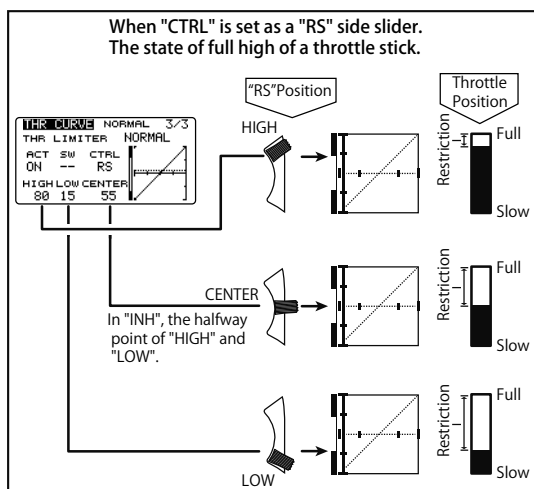 When "CTRL" is set as a "RS" side slider.
The state of full high of a throttle stick.
"RS"Position
Throttle
Position
THR CURVE NORMAL 3/3
THR LIMITER NORMAL
ACT SW CTRL
ON -- RS
HIGH LOW CENTER
80 15 55
HIGH
Restriction
Full
Slow
CENTER
In "INH", the halfway
point of "HIGH" and
"LOW".
Restriction
Full
Slow
LOW
Restriction
Full
Slow